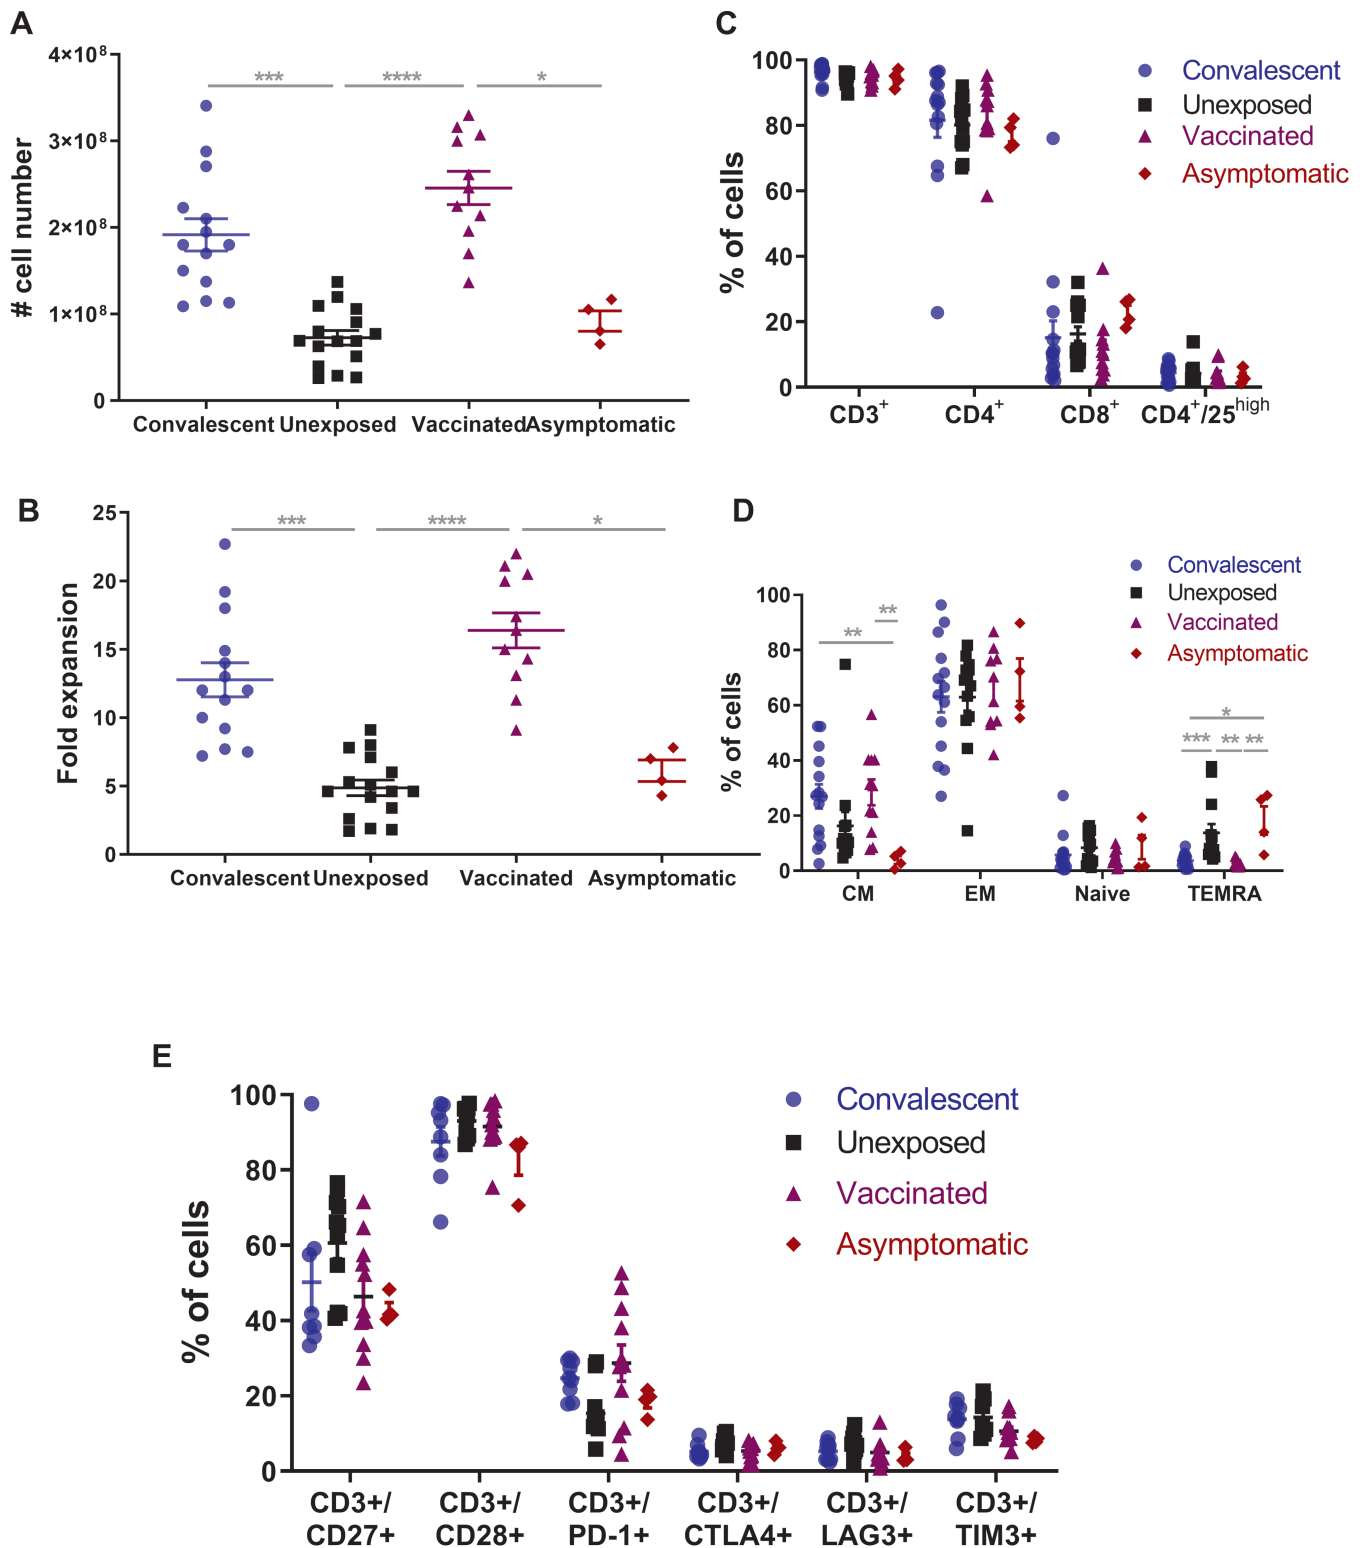 A
# cell number
4×10⁸
3×10⁸
2×10⁸
1×10⁸
0
***
****
*
Convalescent
Unexposed
Vaccinated
Asymptomatic
B
Fold expansion
25
20
15
10
5
0
***
****
*
Convalescent
Unexposed
Vaccinated
Asymptomatic
C
% of cells
100
80
60
40
20
0
CD3⁺
CD4⁺
CD8⁺
CD4⁺/25ʰⁱᵍʰ
Convalescent
Unexposed
Vaccinated
Asymptomatic
D
% of cells
100
80
60
40
20
0
**
**
*
***
**
**
CM
EM
Naive
TEMRA
Convalescent
Unexposed
Vaccinated
Asymptomatic
E
% of cells
100
80
60
40
20
0
CD3+/
CD27+
CD3+/
CD28+
CD3+/
PD-1+
CD3+/
CTLA4+
CD3+/
LAG3+
CD3+/
TIM3+
Convalescent
Unexposed
Vaccinated
Asymptomatic